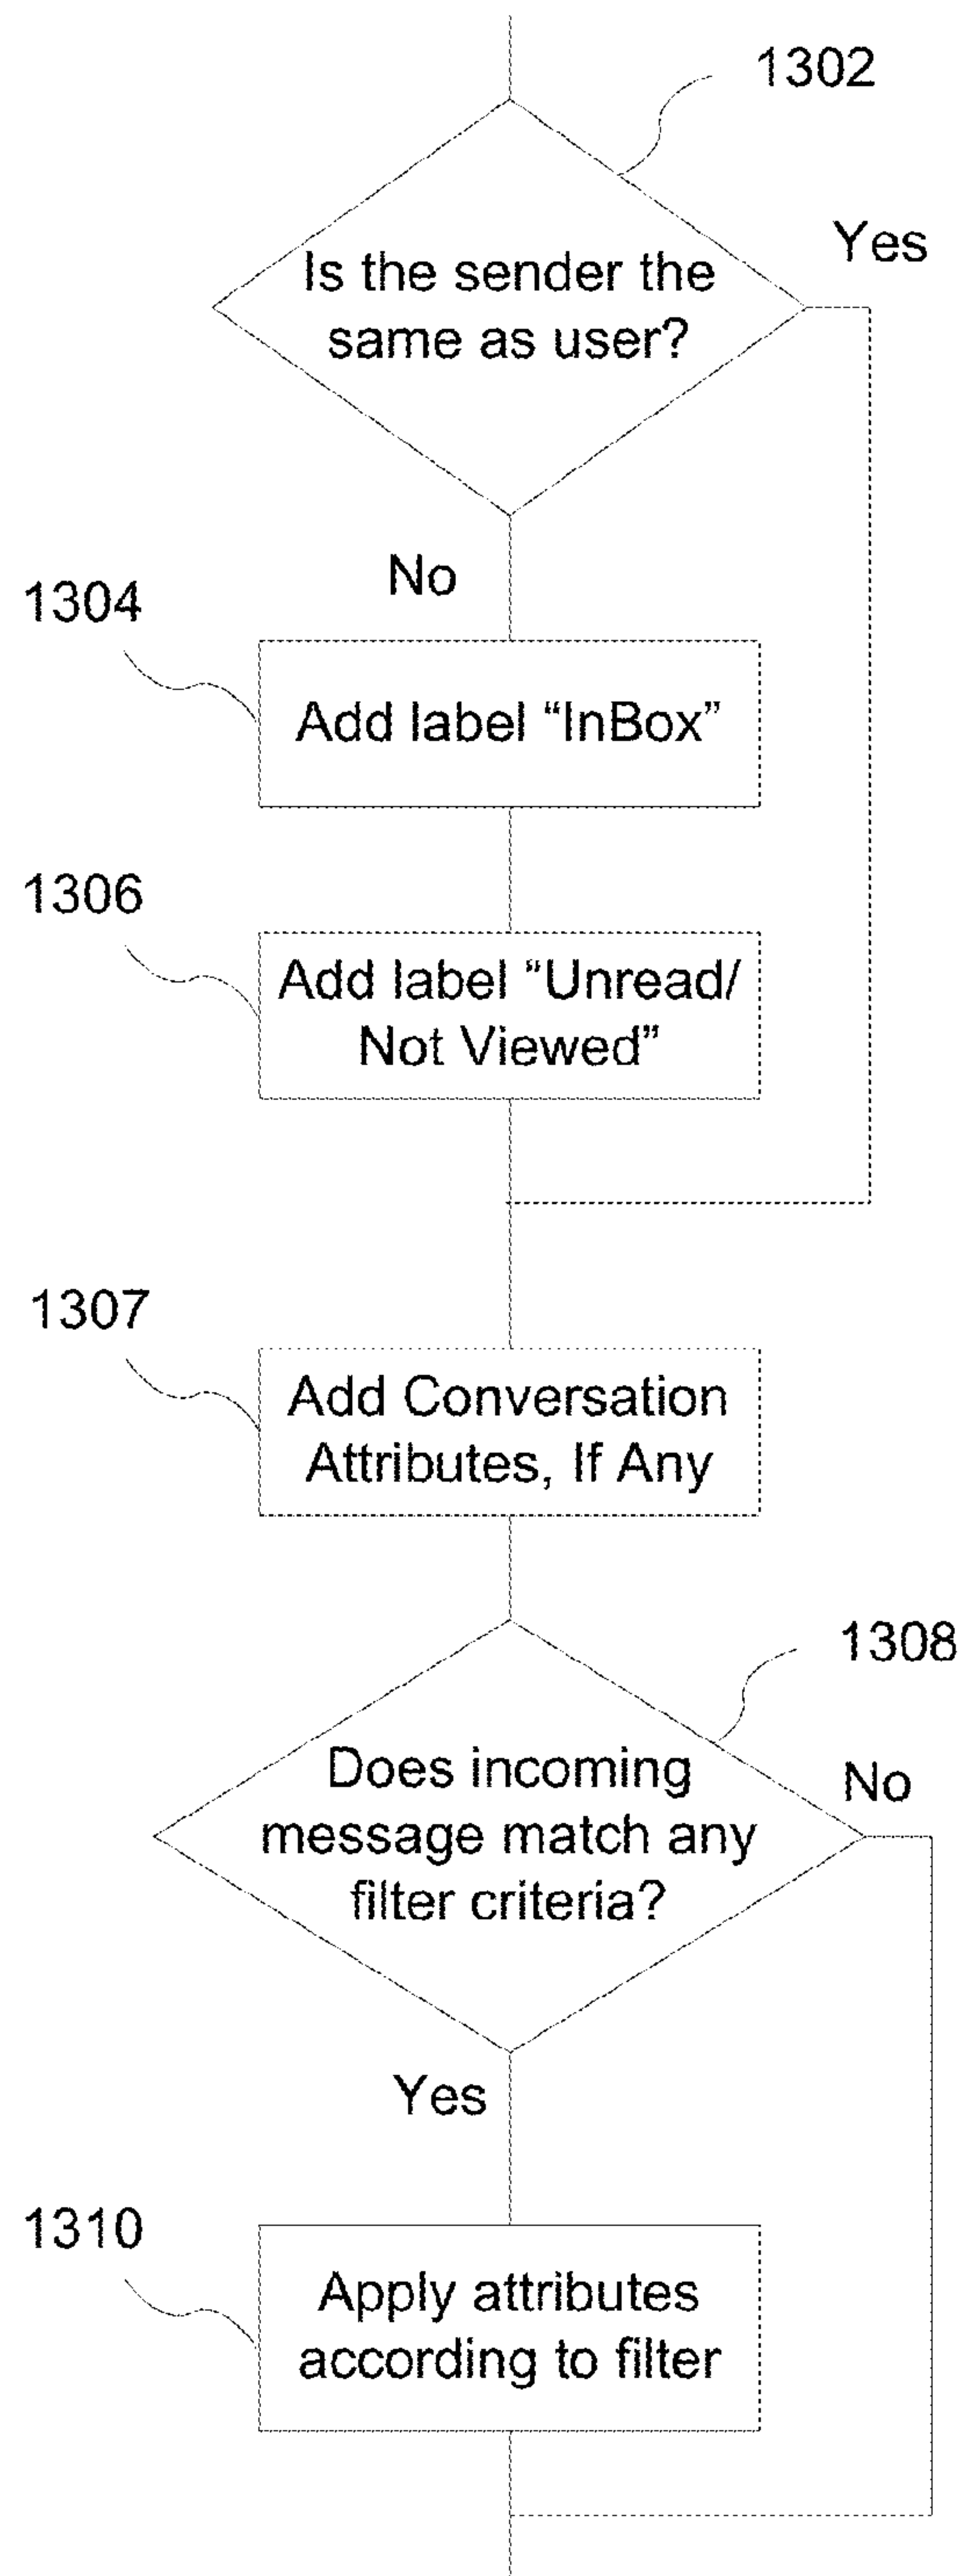 1302
Yes
Is the sender the
same as user?
No
1304
Add label “InBox”
1306
Add label “Unread/
Not Viewed”
1307
Add Conversation
Attributes, If Any
1308
No
Does incoming
message match any
filter criteria?
Yes
1310
Apply attributes
according to filter